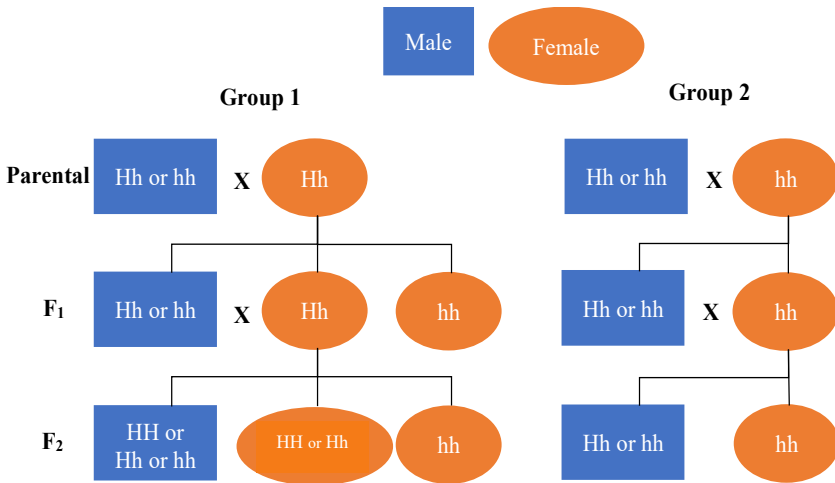 Male
Female
Group 1
Group 2
Parental
Hh or hh
X
Hh
Hh or hh
X
hh
F₁
Hh or hh
X
Hh
hh
Hh or hh
X
hh
F₂
HH or
Hh or hh
HH or Hh
hh
Hh or hh
hh